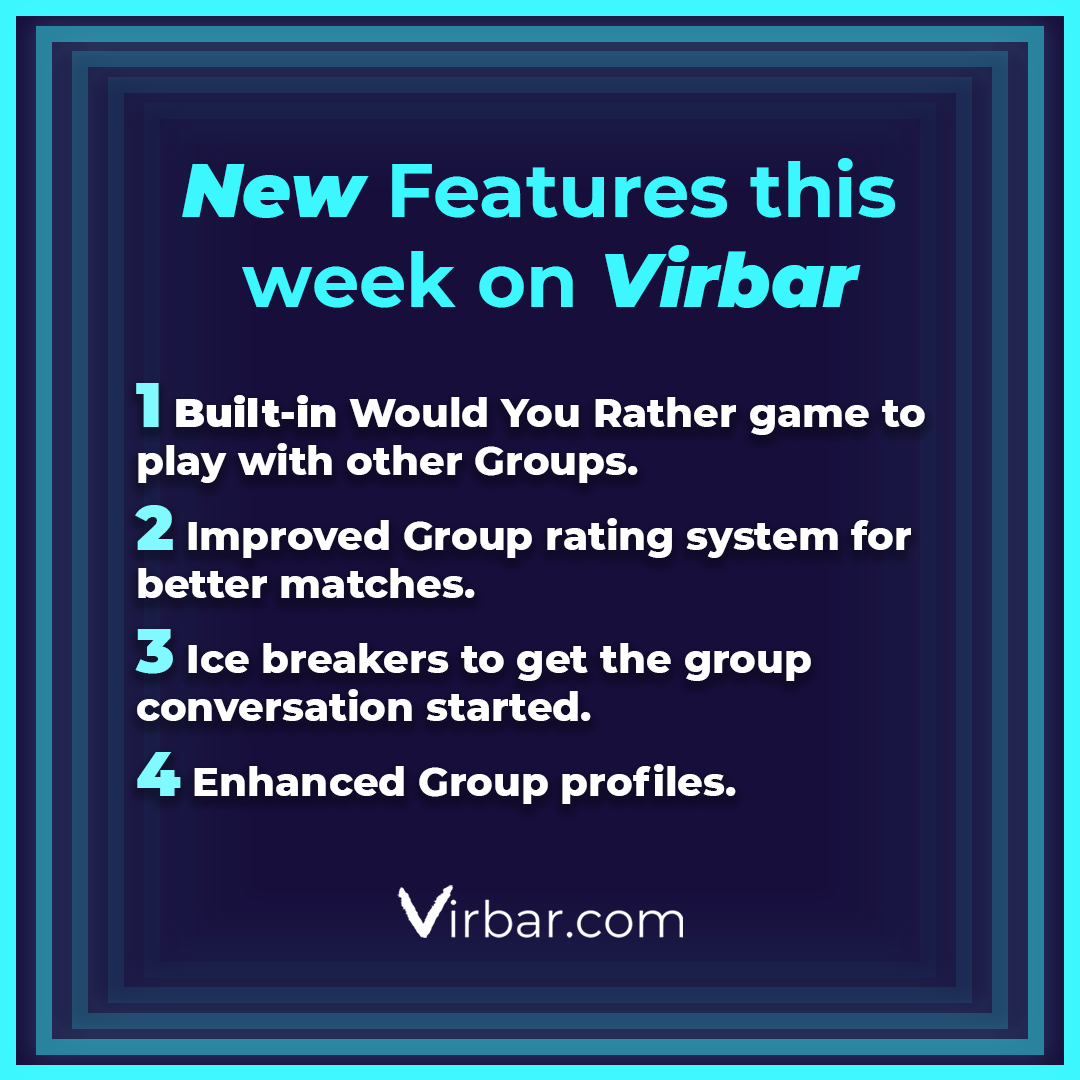 New Features this
week on Virbar
1 Built-in Would You Rather game to
play with other Groups.
2 Improved Group rating system for
better matches.
3 Ice breakers to get the group
conversation started.
4 Enhanced Group profiles.
Virbar.com